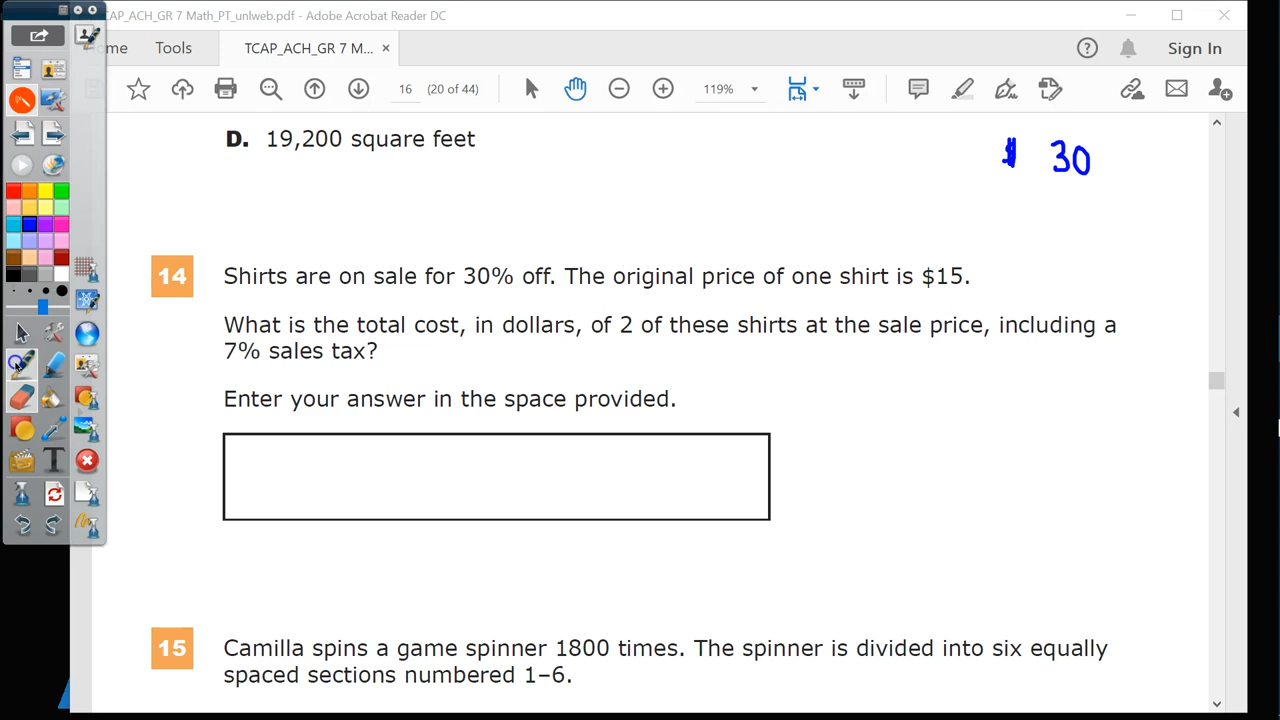 TCAP_ACH_GR 7 Math_PT_unlweb.pdf - Adobe Acrobat Reader DC
ome Tools TCAP_ACH_GR 7 M... × Sign In
16 (20 of 44) 119%
D. 19,200 square feet
$ 30
14 Shirts are on sale for 30% off. The original price of one shirt is $15.
What is the total cost, in dollars, of 2 of these shirts at the sale price, including a
7% sales tax?
Enter your answer in the space provided.
15 Camilla spins a game spinner 1800 times. The spinner is divided into six equally
spaced sections numbered 1–6.